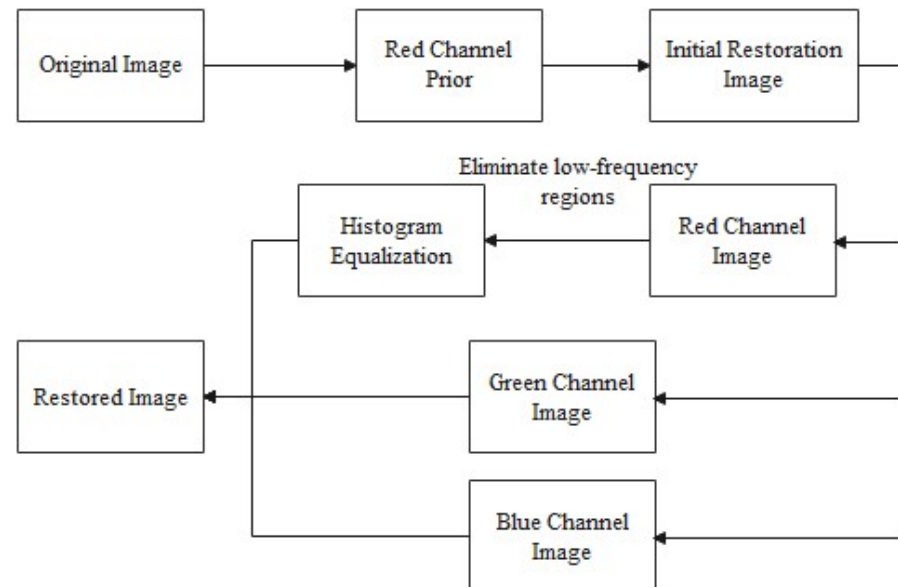 Original Image
Red Channel
Prior
Initial Restoration
Image
Eliminate low-frequency
regions
Histogram
Equalization
Red Channel
Image
Restored Image
Green Channel
Image
Blue Channel
Image